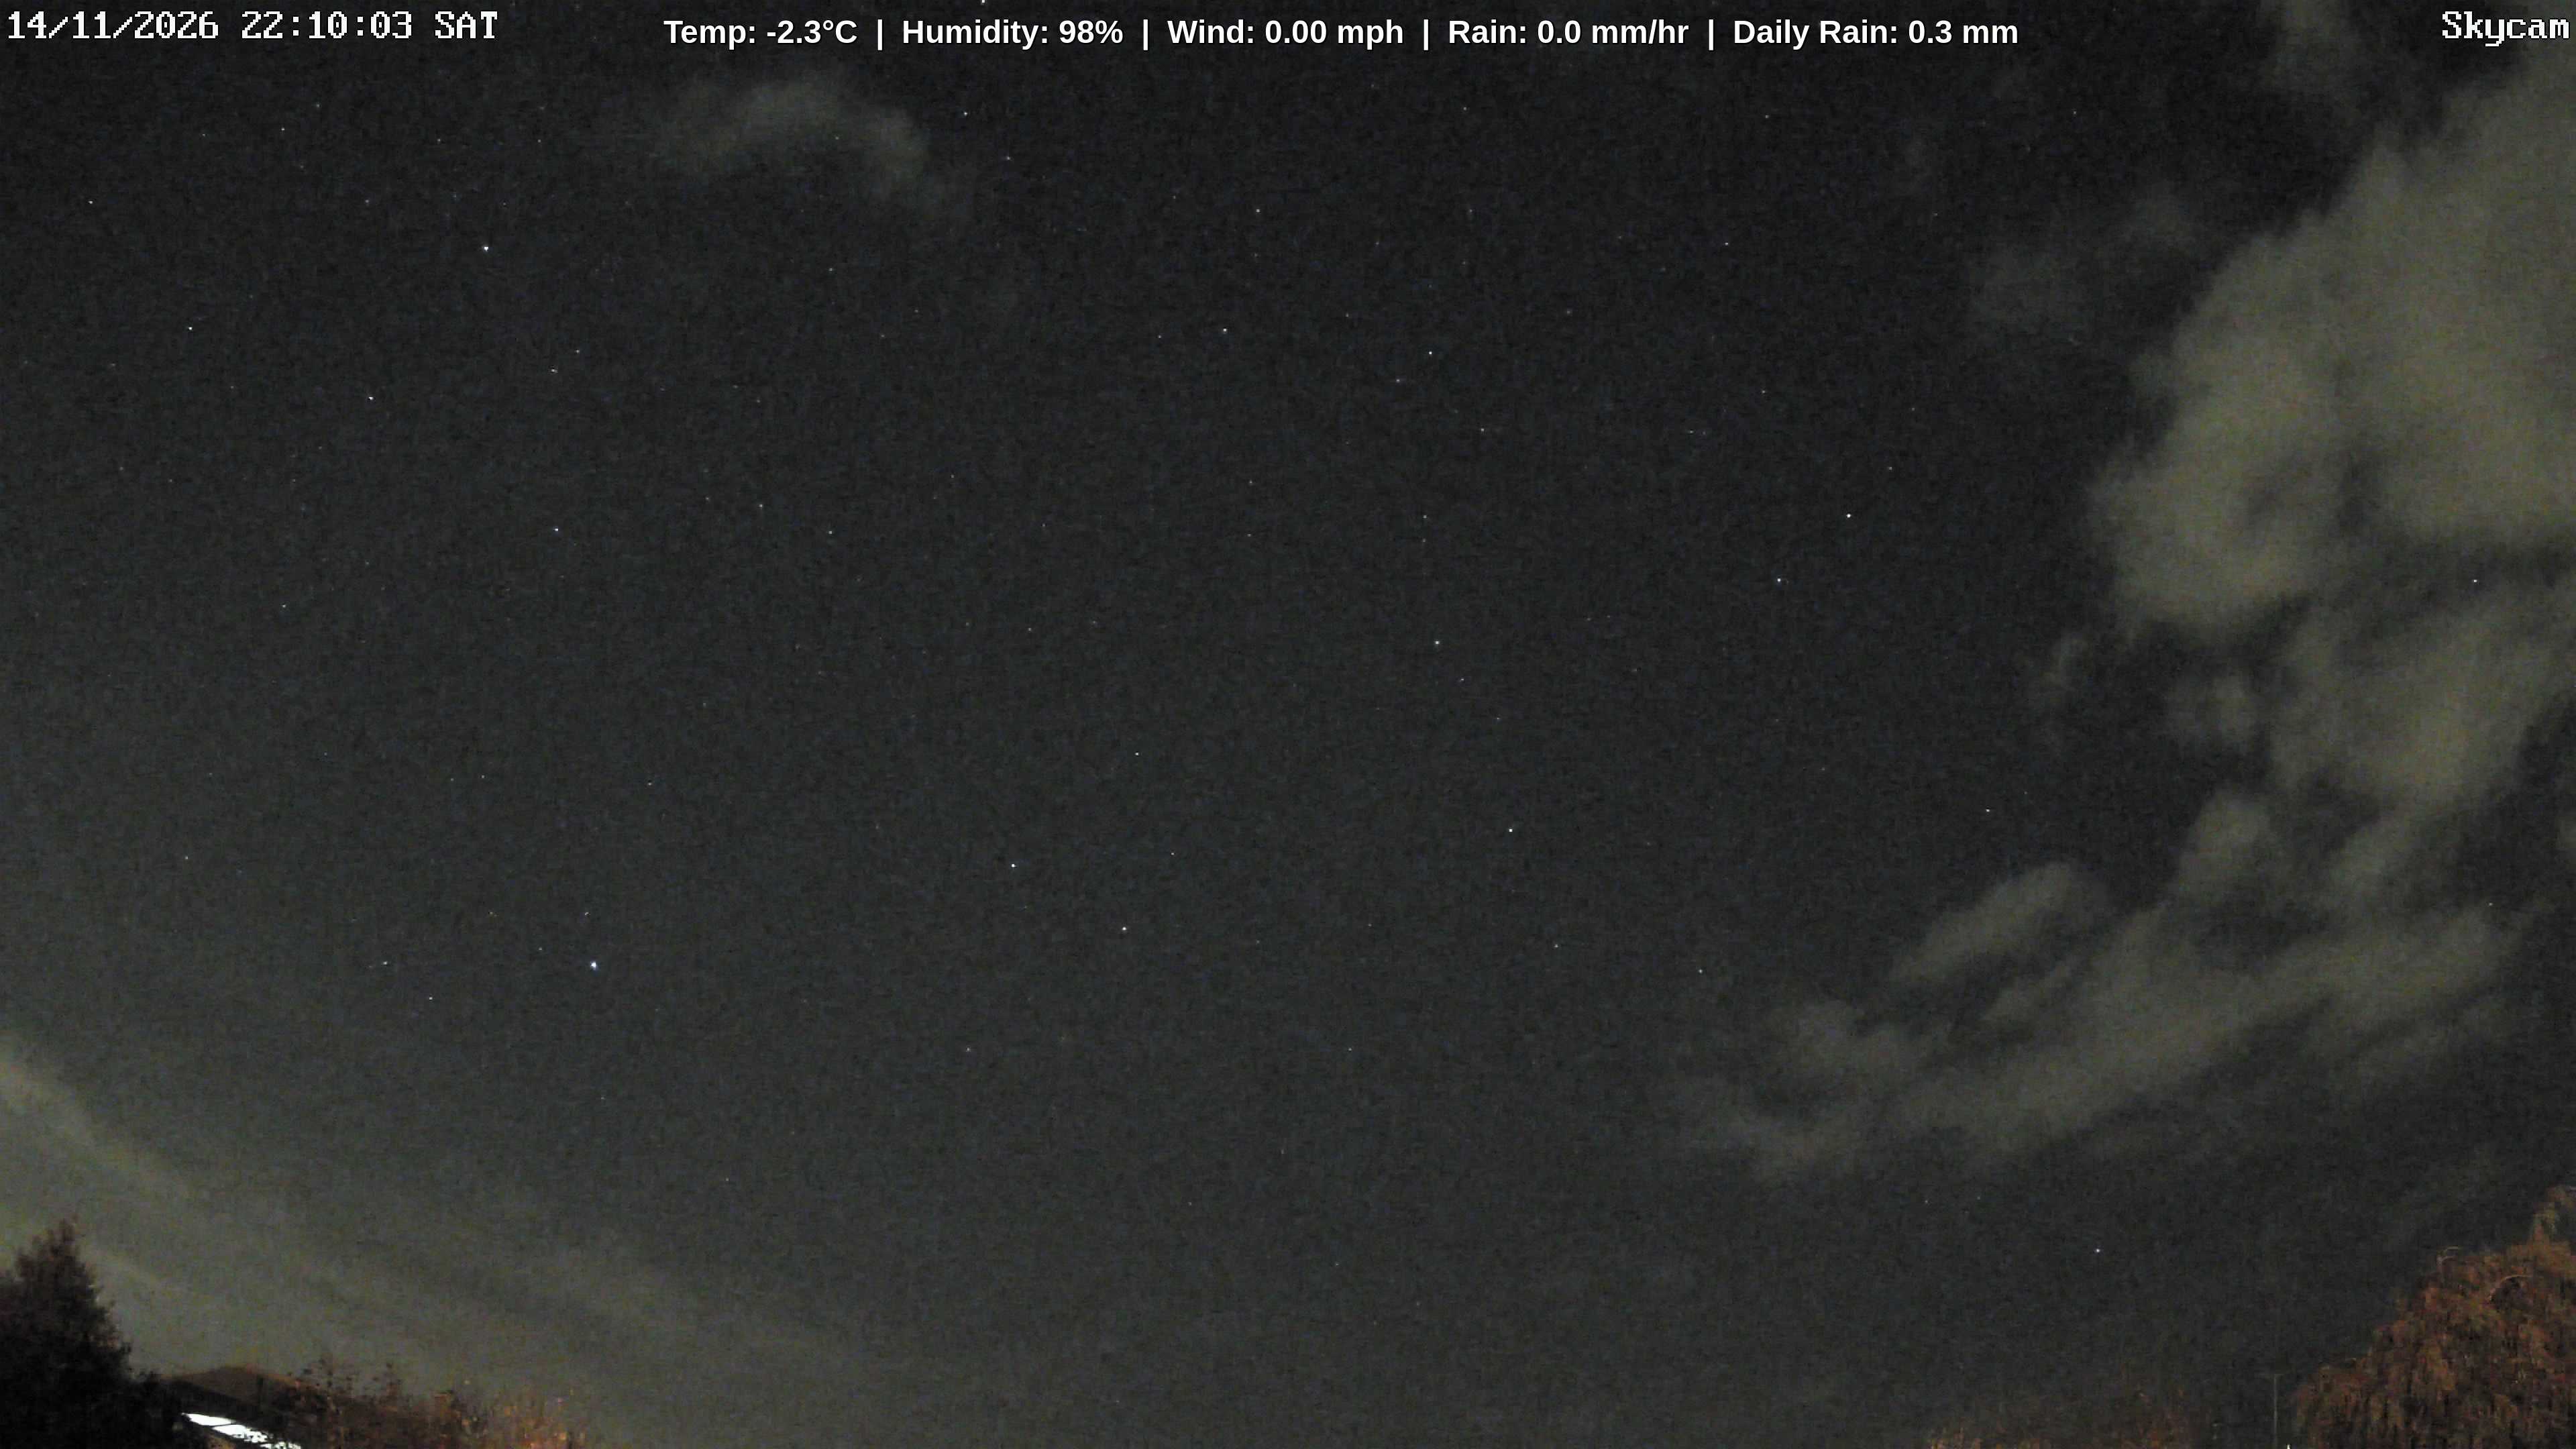 14/11/2026 22:10:03 SAT
Temp: -2.3°C | Humidity: 98% | Wind: 0.00 mph | Rain: 0.0 mm/hr | Daily Rain: 0.3 mm
Skycam